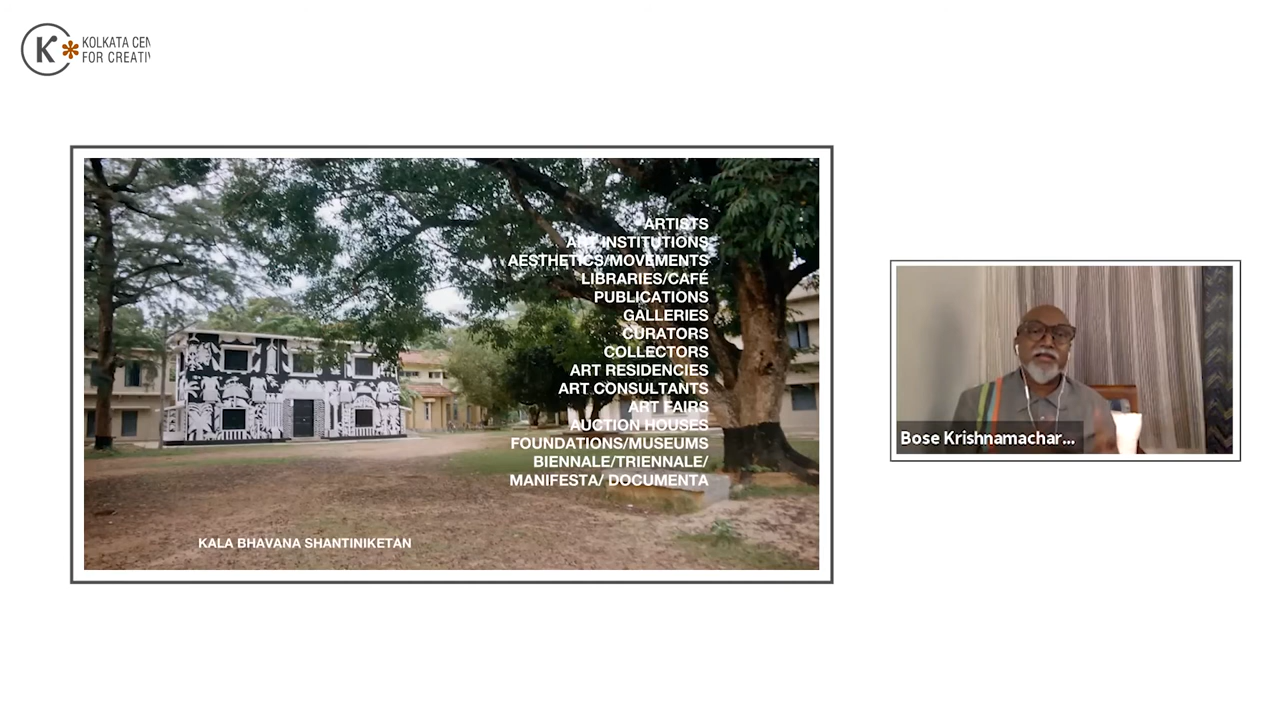 KOLKATA CEN
FOR CREATIV
ARTISTS
ART INSTITUTIONS
AESTHETICS/MOVEMENTS
LIBRARIES/CAFÉ
PUBLICATIONS
GALLERIES
CURATORS
COLLECTORS
ART RESIDENCIES
ART CONSULTANTS
ART FAIRS
AUCTION HOUSES
FOUNDATIONS/MUSEUMS
BIENNALE/TRIENNALE/
MANIFESTA/ DOCUMENTA
KALA BHAVANA SHANTINIKETAN
Bose Krishnamachar...